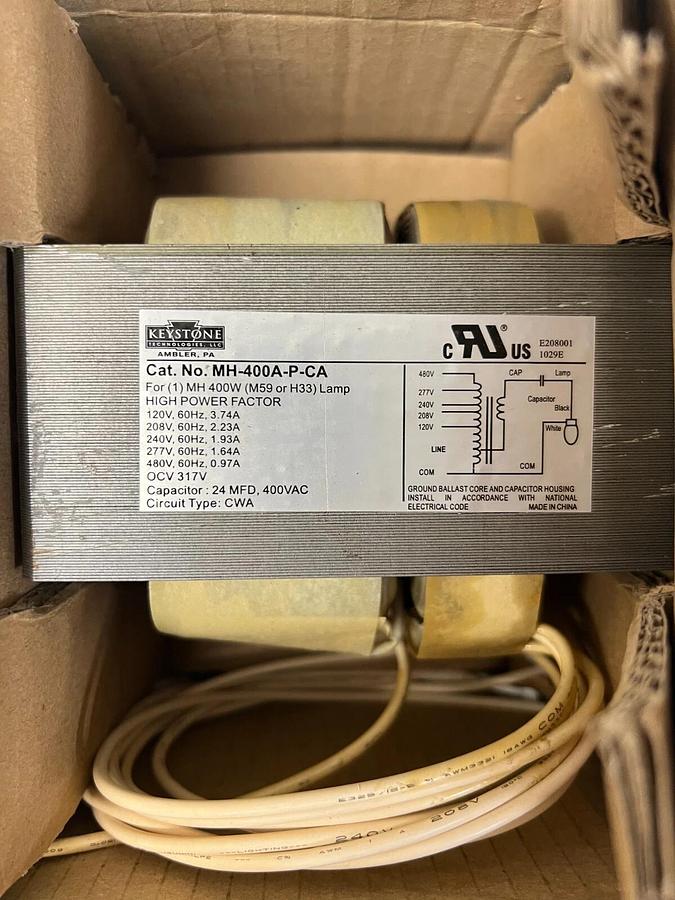 KEYSTONE
TECHNOLOGIES, LLC
AMBLER, PA
Cat. No. MH-400A-P-CA
For (1) MH 400W (M59 or H33) Lamp
HIGH POWER FACTOR
120V, 60Hz, 3.74A
208V, 60Hz, 2.23A
240V, 60Hz, 1.93A
277V, 60Hz, 1.64A
480V, 60Hz, 0.97A
OCV 317V
Capacitor : 24 MFD, 400VAC
Circuit Type: CWA
c RU ® US
E208001
1029E
480V
CAP
Lamp
277V
Capacitor
240V
Black
208V
120V
White
LINE
COM
COM
GROUND BALLAST CORE AND CAPACITOR HOUSING
INSTALL IN ACCORDANCE WITH NATIONAL
ELECTRICAL CODE MADE IN CHINA
COM
AWM3321 18AWG
240V
208V